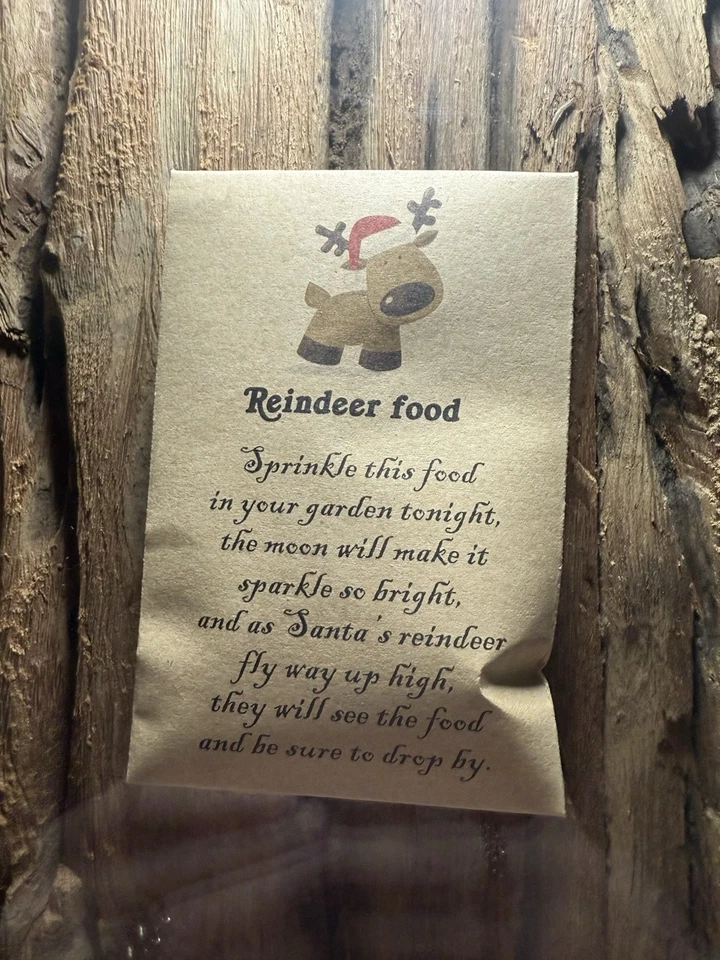 Reindeer food
Sprinkle this food
in your garden tonight,
the moon will make it
sparkle so bright,
and as Santa's reindeer
fly way up high,
they will see the food
and be sure to drop by.